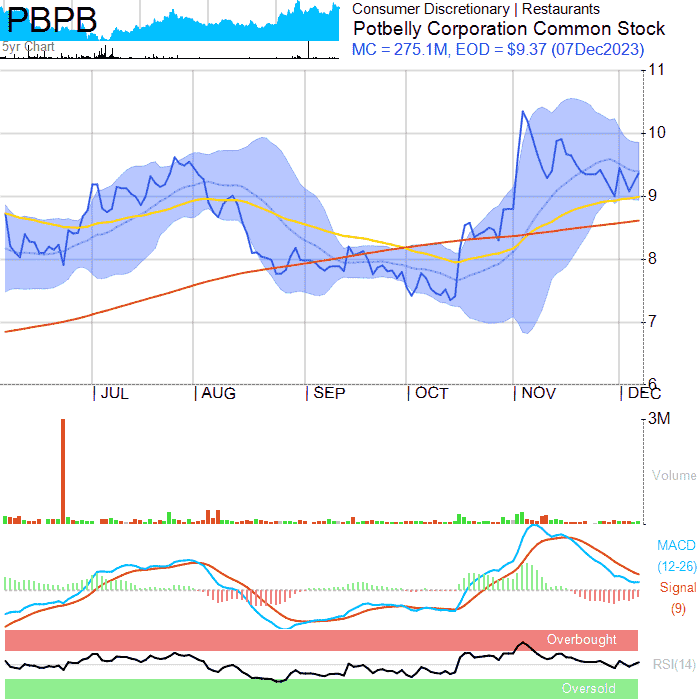 PBPB
5yr Chart
Consumer Discretionary | Restaurants
Potbelly Corporation Common Stock
MC = 275.1M, EOD = $9.37 (07Dec2023)
11
10
9
8
7
6
JUL AUG SEP OCT NOV DEC
3M
Volume
MACD
(12-26)
Signal
(9)
Overbought
RSI(14)
Oversold